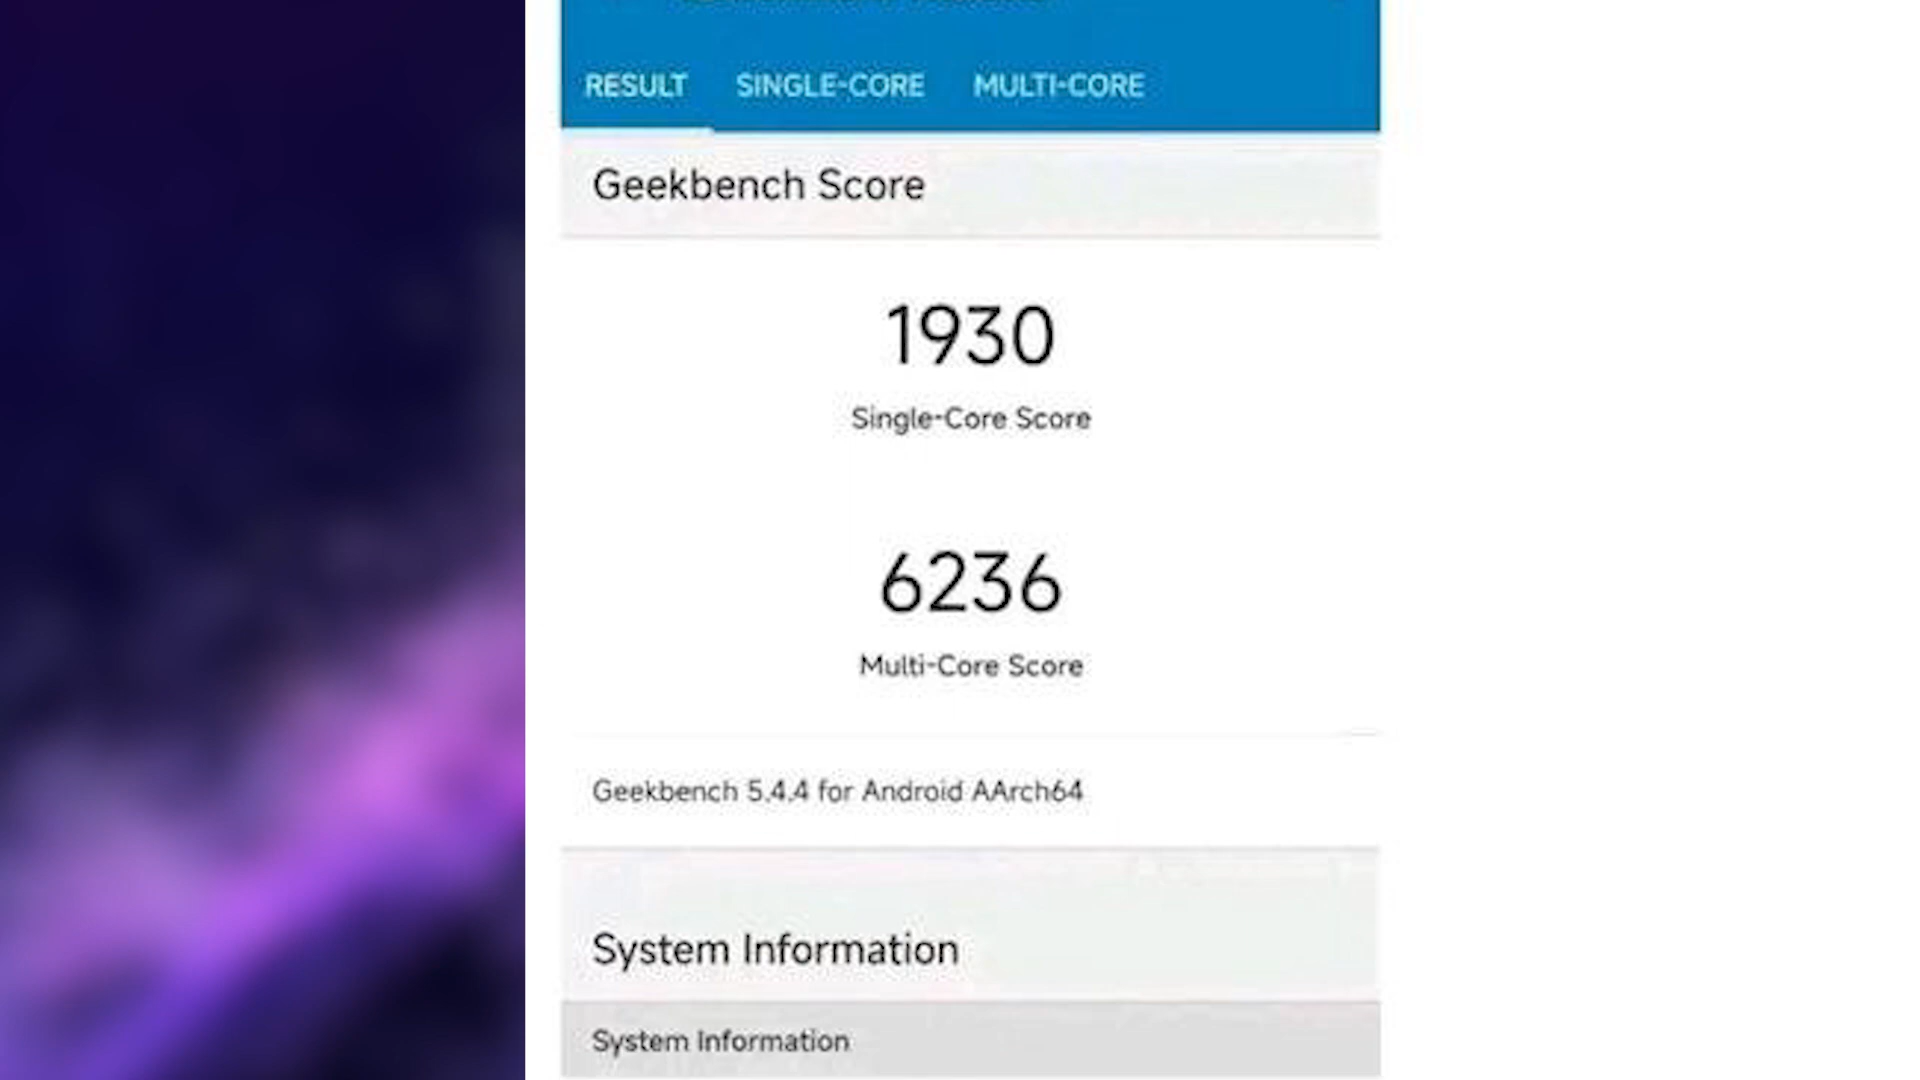 RESULT SINGLE-CORE MULTI-CORE
Geekbench Score
1930
Single-Core Score
6236
Multi-Core Score
Geekbench 5.4.4 for Android AArch64
System Information
System Information